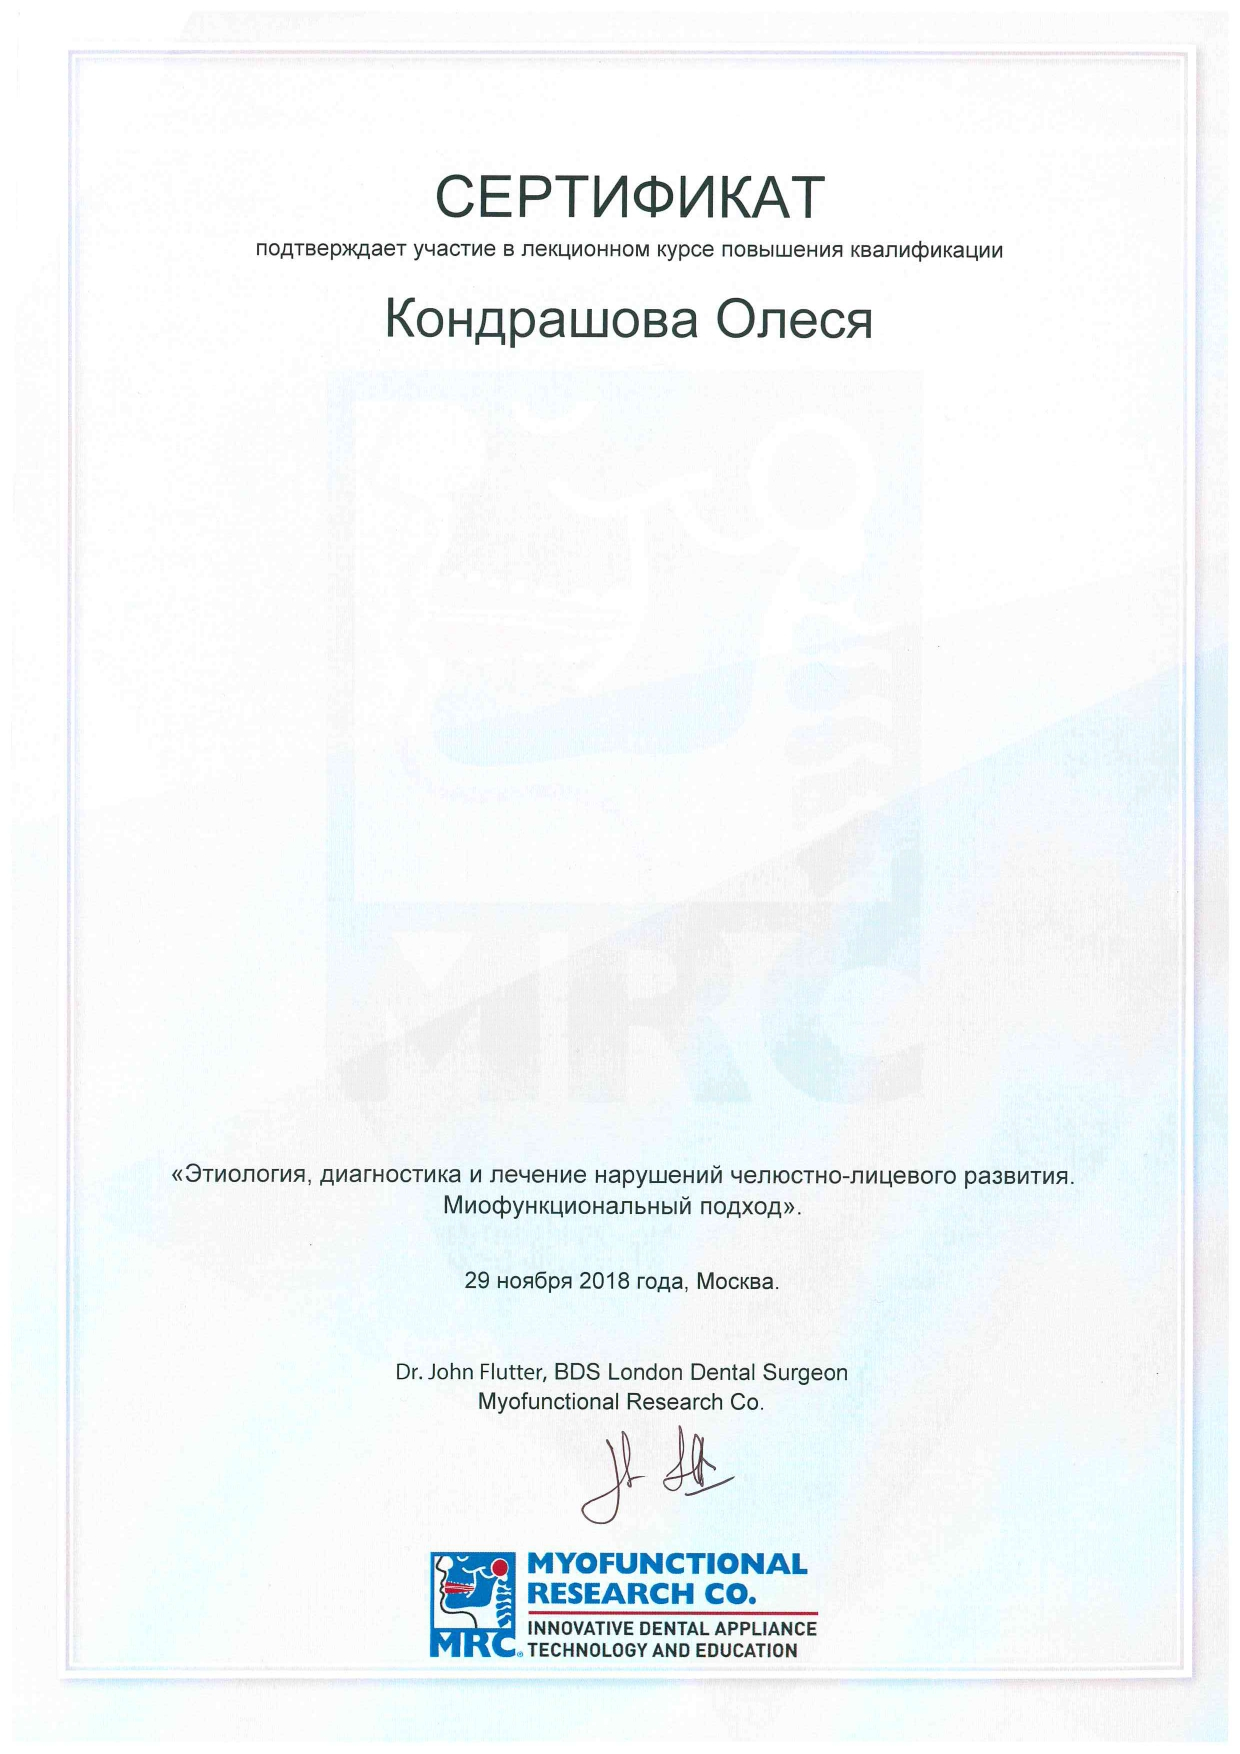 СЕРТИФИКАТ
подтверждает участие в лекционном курсе повышения квалификации
Кондрашова Олеся
MRC
«Этиология, диагностика и лечение нарушений челюстно-лицевого развития.
Миофункциональный подход».
29 ноября 2018 года, Москва.
Dr. John Flutter, BDS London Dental Surgeon
Myofunctional Research Co.
MYOFUNCTIONAL
RESEARCH CO.
INNOVATIVE DENTAL APPLIANCE
MRC® TECHNOLOGY AND EDUCATION